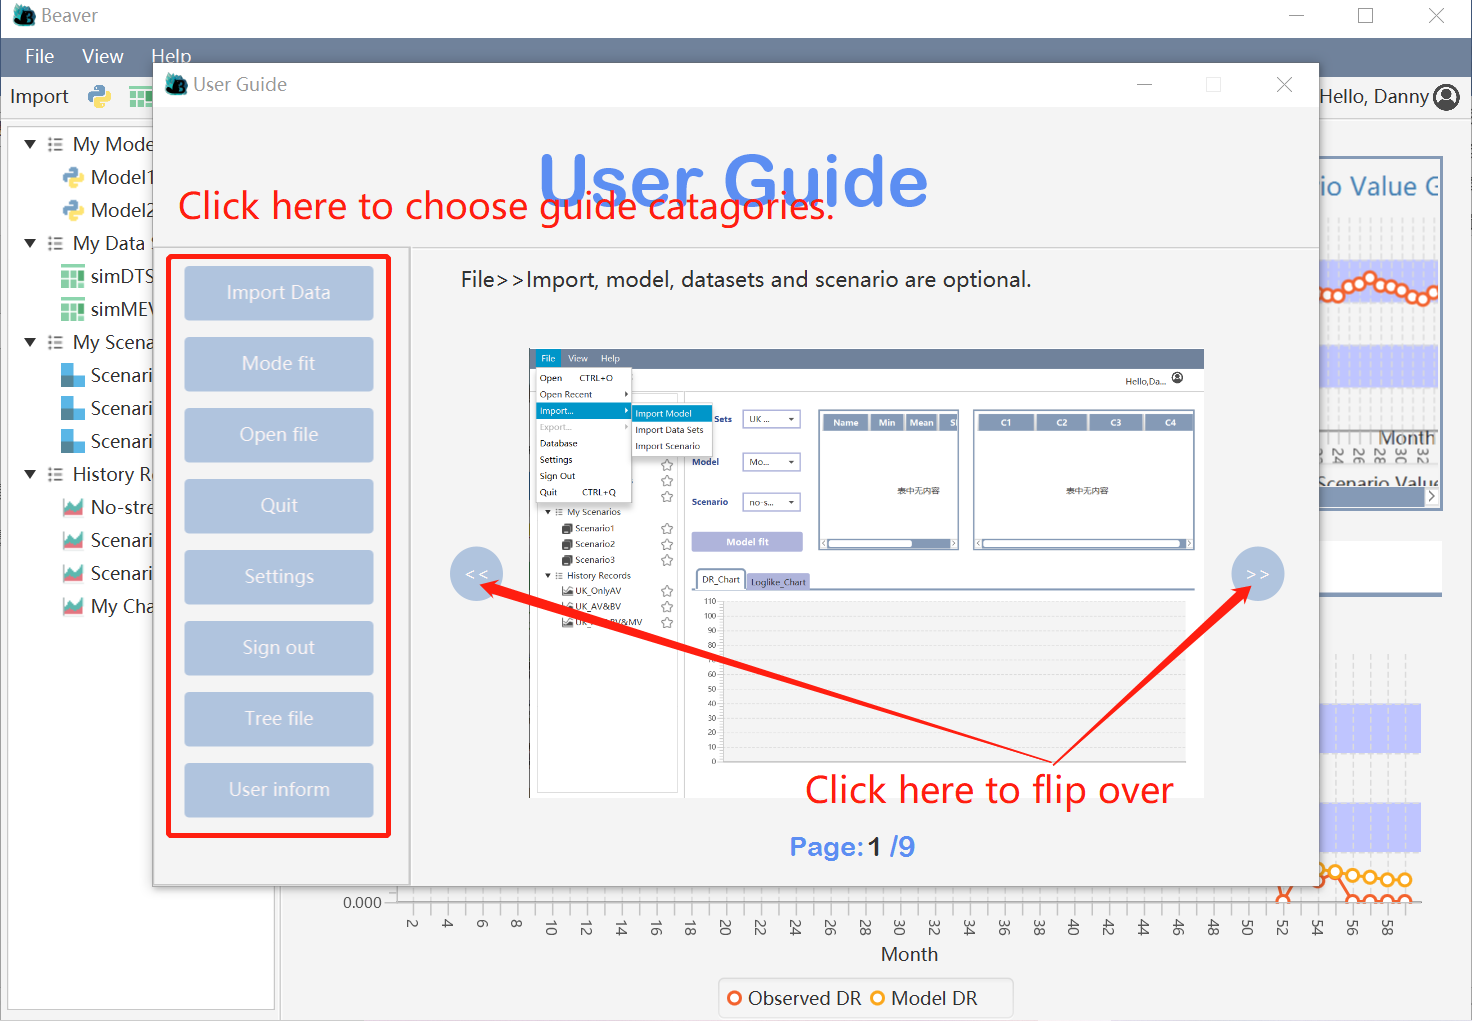 Beaver
File View Help
User Guide
Import
Hello, Danny
My Mode
Model1
Model2
My Data
simDTS
simMEV
My Scena
Scenari
Scenari
Scenari
History R
No-stre
Scenari
Scenari
My Cha
User Guide
Click here to choose guide catagories.
Import Data
Mode fit
Open file
Quit
Settings
Sign out
Tree file
User inform
File>>Import, model, datasets and scenario are optional.
File View Help
Hello,Da...
Open CTRL+O
Open Recent
Import...
Export...
Database
Settings
Sign Out
Quit CTRL+Q
Import Model
Import Data Sets
Import Scenario
Sets UK ...
Model Mo...
Scenario no-s...
Model fit
Name Min Mean
表中无内容
C1 C2 C3 C4
表中无内容
My Scenarios
Scenario1
Scenario2
Scenario3
History Records
UK_OnlyAV
UK_AV&BV
DR_Chart Loglike_Chart
110
100
90
80
70
60
50
40
30
20
10
0
<<
>>
Click here to flip over
Page: 1 /9
io Value G
Month
24 26 28 30 32
Scenario Value
0.000
2 4 6 8 10 12 14 16 18 20 22 24 26 28 30 32 34 36 38 40 42 44 46 48 50 52 54 56 58
Month
Observed DR Model DR